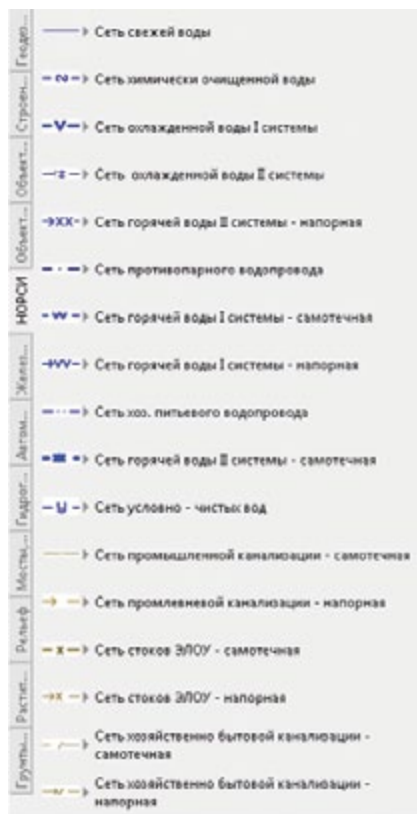 Геодез...
Строен...
Объект...
Объект...
НОРСИ
Желез...
Автом...
Гидрог...
Мосты,...
Рельеф
Растит...
Грунты...
Сеть свежей воды
Сеть химически очищенной воды
Сеть охлажденной воды I системы
Сеть охлажденной воды II системы
Сеть горячей воды II системы - напорная
Сеть противопарного водопровода
Сеть горячей воды I системы - самотечная
Сеть горячей воды I системы - напорная
Сеть хоз. питьевого водопровода
Сеть горячей воды II системы - самотечная
Сеть условно - чистых вод
Сеть промышленной канализации - самотечная
Сеть промлевневой канализации - напорная
Сеть стоков ЭЛОУ - самотечная
Сеть стоков ЭЛОУ - напорная
Сеть хозяйственно бытовой канализации -
самотечная
Сеть хозяйственно бытовой канализации -
напорная